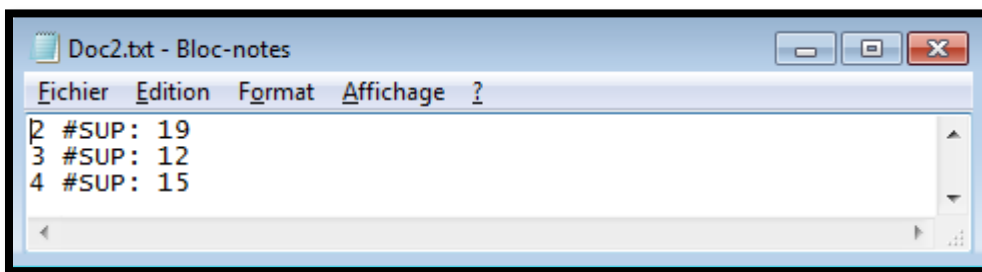 Doc2.txt - Bloc-notes
Fichier Edition Format Affichage ?
2 #SUP: 19
3 #SUP: 12
4 #SUP: 15